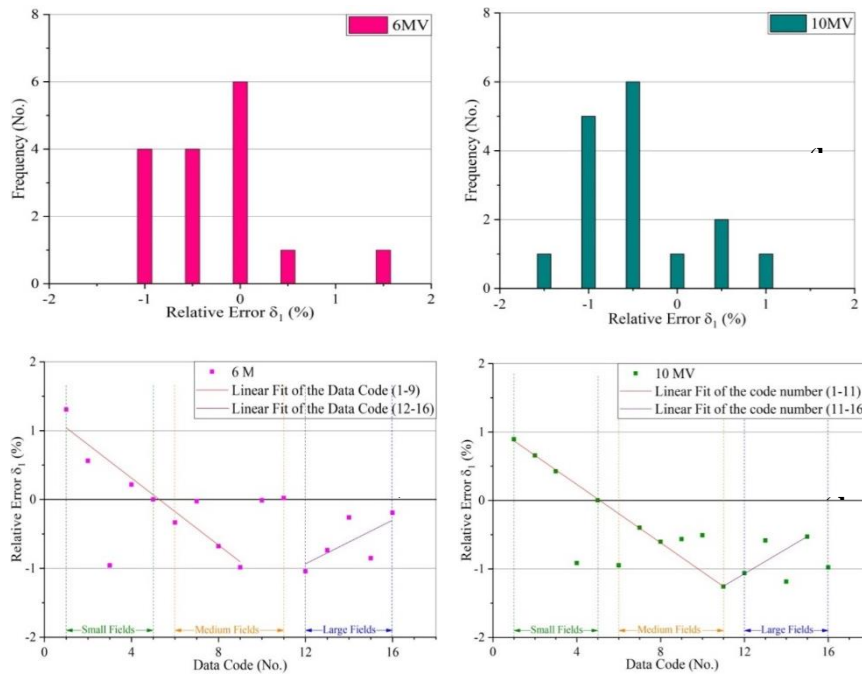 6MV
8
6
4
2
0
Frequency (No.)
-2
-1
0
1
2
Relative Error δ₁ (%)
10MV
8
6
4
2
0
Frequency (No.)
-2
-1
0
1
2
Relative Error δ₁ (%)
6 M
Linear Fit of the Data Code (1-9)
Linear Fit of the Data Code (12-16)
2
1
0
-1
-2
Relative Error δ₁ (%)
Small Fields
Medium Fields
Large Fields
0
4
8
12
16
Data Code (No.)
10 MV
Linear Fit of the code number (1-11)
Linear Fit of the code number (11-16)
2
1
0
-1
-2
Relative Error δ₁ (%)
Small Fields
Medium Fields
Large Fields
0
4
8
12
16
Data Code (No.)